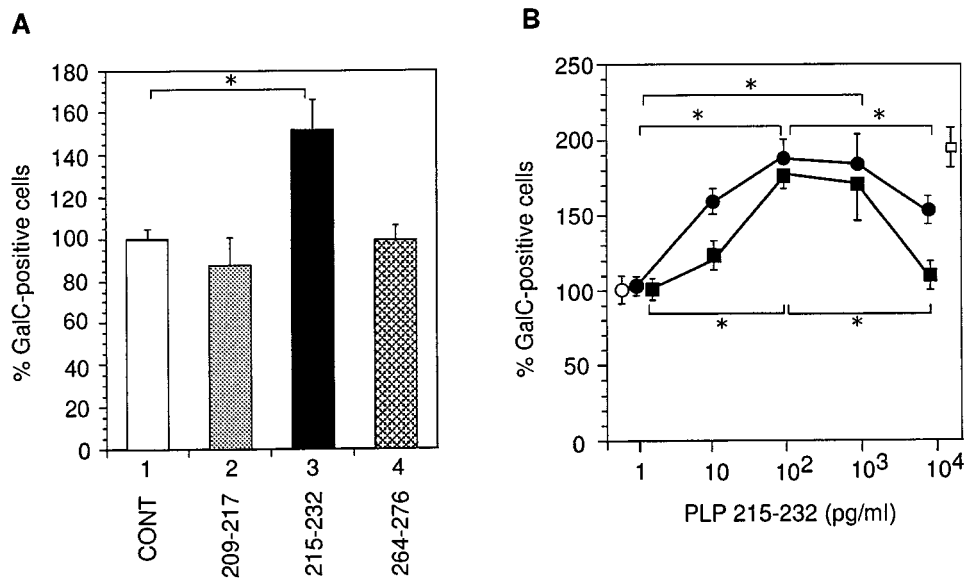 A
% GalC-positive cells
180
160
140
120
100
80
60
40
20
0
*
1 2 3 4
CONT
209-217
215-232
264-276
B
% GalC-positive cells
250
200
150
100
50
0
*
* *
* *
1 10 10² 10³ 10⁴
PLP 215-232 (pg/ml)